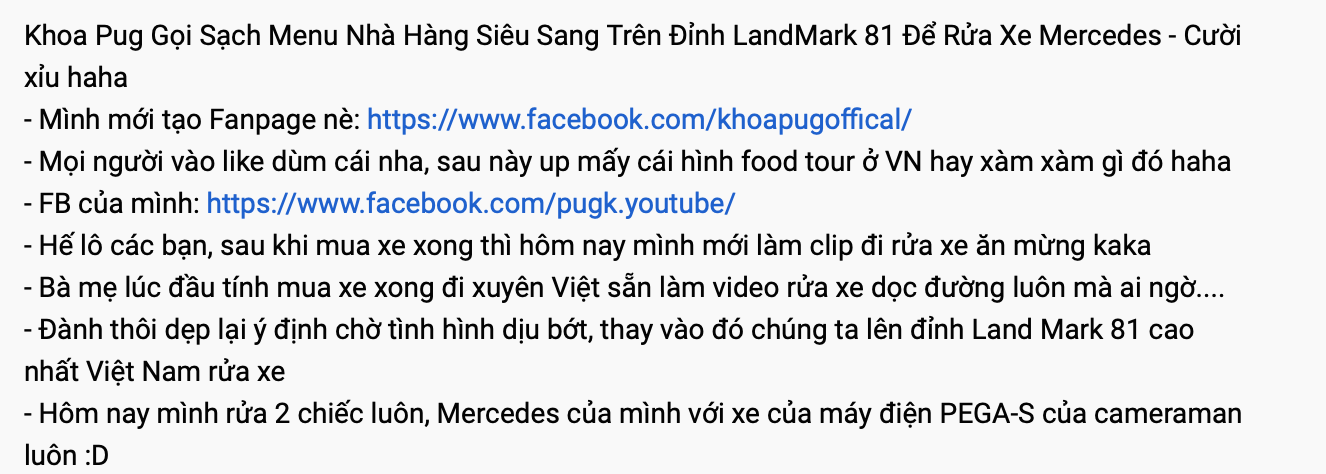 Khoa Pug Gọi Sạch Menu Nhà Hàng Siêu Sang Trên Đỉnh LandMark 81 Để Rửa Xe Mercedes - Cười
xỉu haha
- Mình mới tạo Fanpage nè: https://www.facebook.com/khoapugoffical/
- Mọi người vào like dùm cái nha, sau này up mấy cái hình food tour ở VN hay xàm xàm gì đó haha
- FB của mình: https://www.facebook.com/pugk.youtube/
- Hế lô các bạn, sau khi mua xe xong thì hôm nay mình mới làm clip đi rửa xe ăn mừng kaka
- Bà mẹ lúc đầu tính mua xe xong đi xuyên Việt sẵn làm video rửa xe dọc đường luôn mà ai ngờ....
- Đành thôi dẹp lại ý định chờ tình hình dịu bớt, thay vào đó chúng ta lên đỉnh Land Mark 81 cao
nhất Việt Nam rửa xe
- Hôm nay mình rửa 2 chiếc luôn, Mercedes của mình với xe của máy điện PEGA-S của cameraman
luôn :D